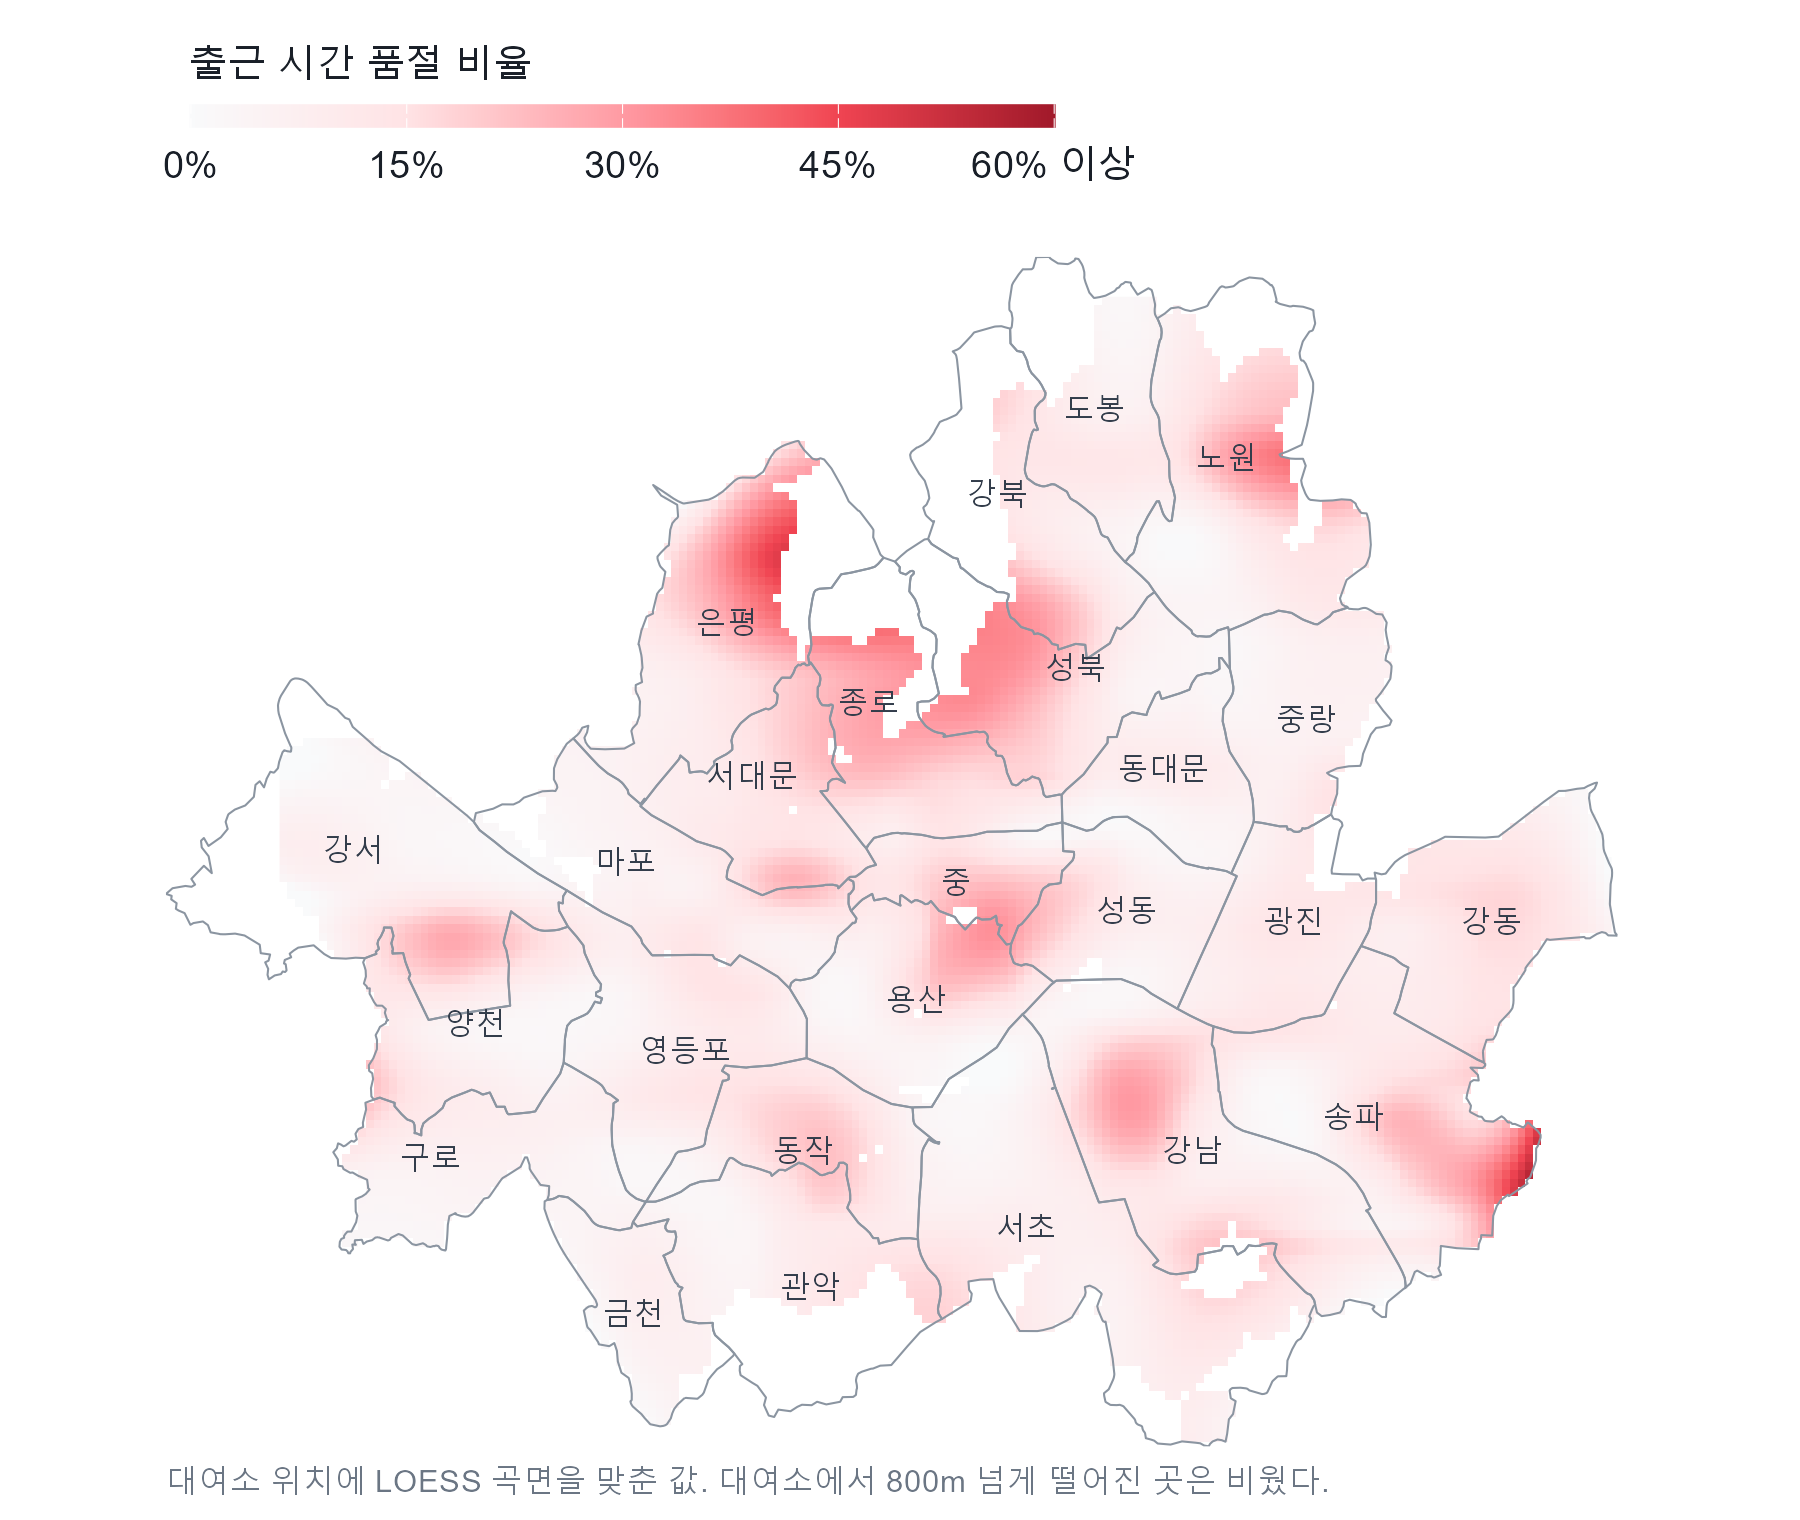 출근 시간 품절 비율
0% 15% 30% 45% 60% 이상
도봉
노원
강북
은평
성북
종로
중랑
서대문
동대문
강서
마포
중
성동
광진
강동
용산
양천
영등포
송파
동작
강남
구로
서초
관악
금천
대여소 위치에 LOESS 곡면을 맞춘 값. 대여소에서 800m 넘게 떨어진 곳은 비웠다.